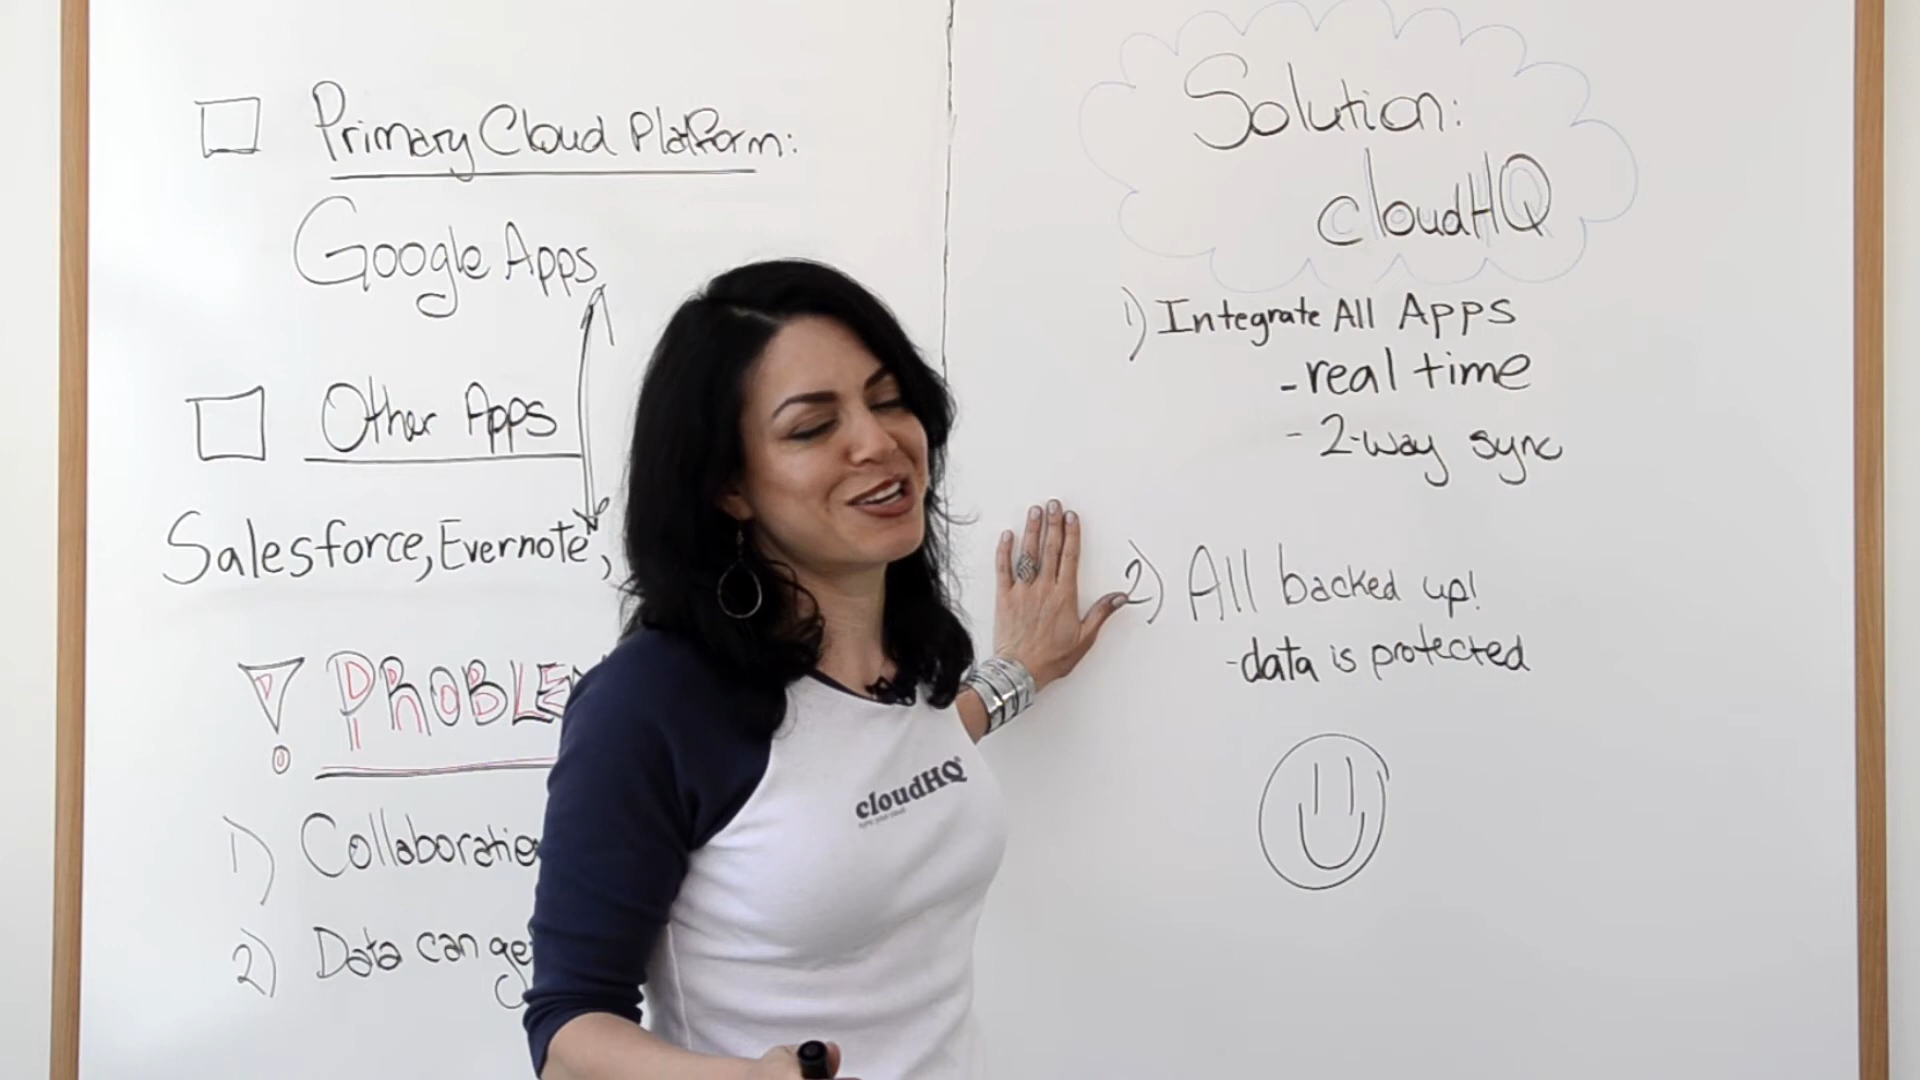 Primary Cloud Platform:
Google Apps
Other Apps
Salesforce, Evernote,
PROBLE
1) Collaboratio
2) Data can ge
Solution:
cloudHQ
1) Integrate All Apps
- real time
- 2-way sync
2) All backed up!
- data is protected
cloudHQ